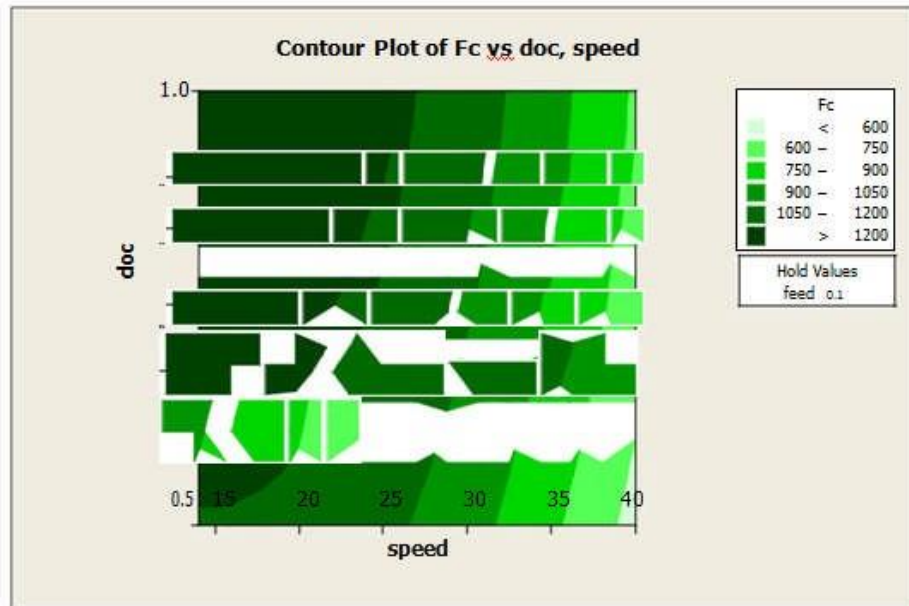 Contour Plot of Fc vs doc, speed
1.0
doc
0.5 15 20 25 30 35 40
speed
Fc
< 600
600 – 750
750 – 900
900 – 1050
1050 – 1200
> 1200
Hold Values
feed 0.1